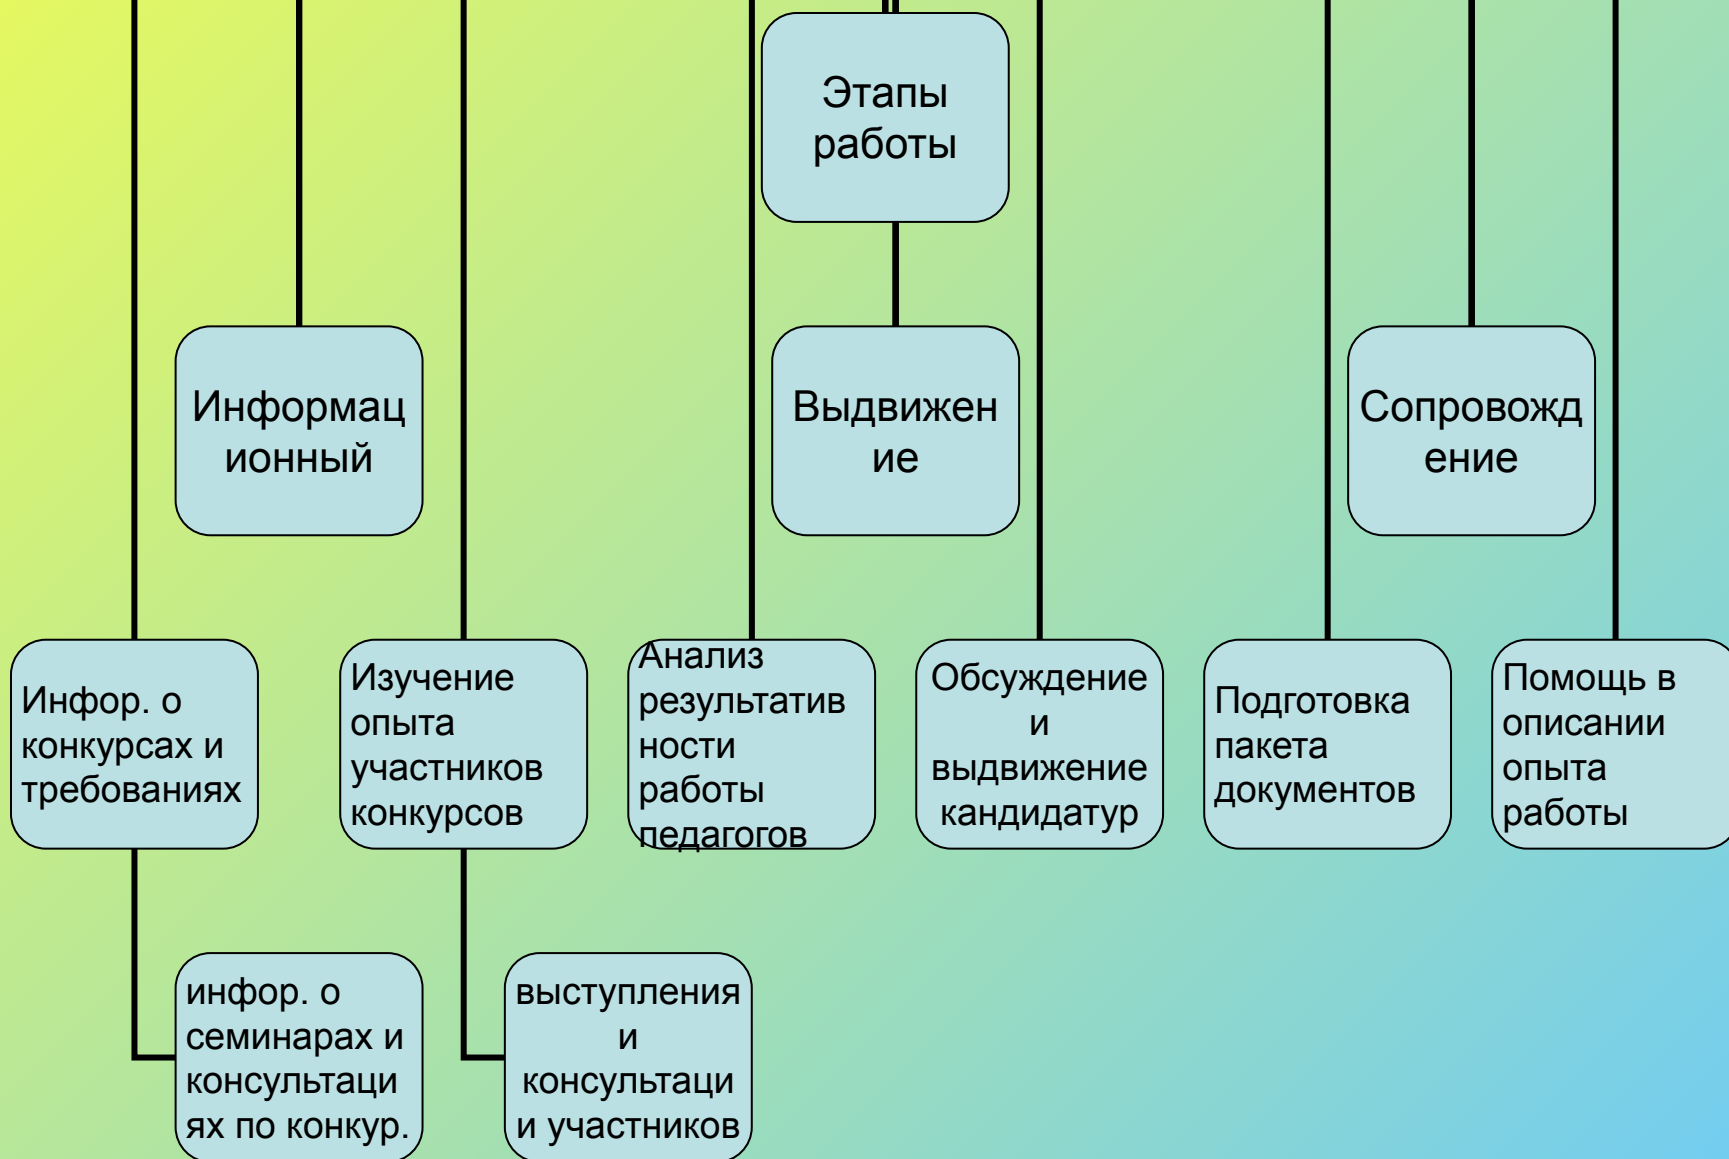 Этапы
работы
Информац
ионный
Выдвижен
ие
Сопровожд
ение
Инфор. о
конкурсах и
требованиях
Изучение
опыта
участников
конкурсов
Анализ
результатив
ности
работы
педагогов
Обсуждение
и
выдвижение
кандидатур
Подготовка
пакета
документов
Помощь в
описании
опыта
работы
инфор. о
семинарах и
консультаци
ях по конкур.
выступления
и
консультаци
и участников